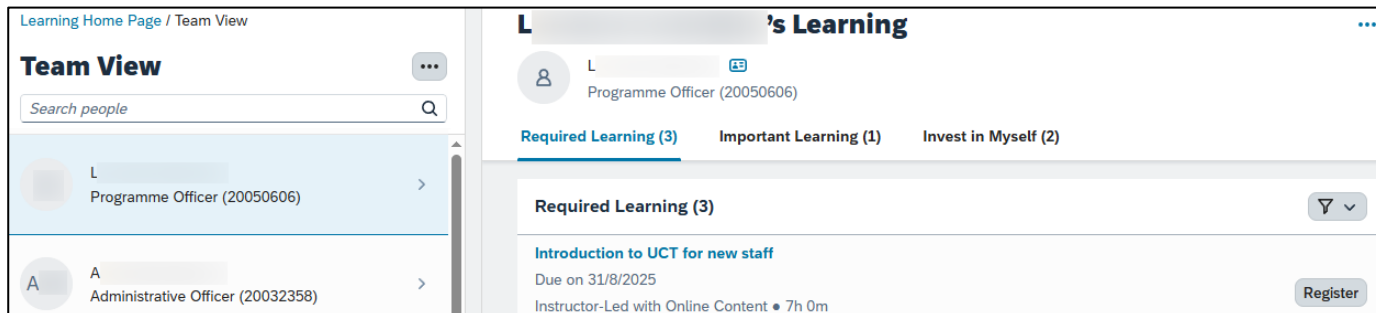 Learning Home Page / Team View
Team View
Search people
L
Programme Officer (20050606)
A
A
Administrative Officer (20032358)
L 's Learning
L
Programme Officer (20050606)
Required Learning (3)
Important Learning (1)
Invest in Myself (2)
Required Learning (3)
Introduction to UCT for new staff
Due on 31/8/2025
Instructor-Led with Online Content ● 7h 0m
Register